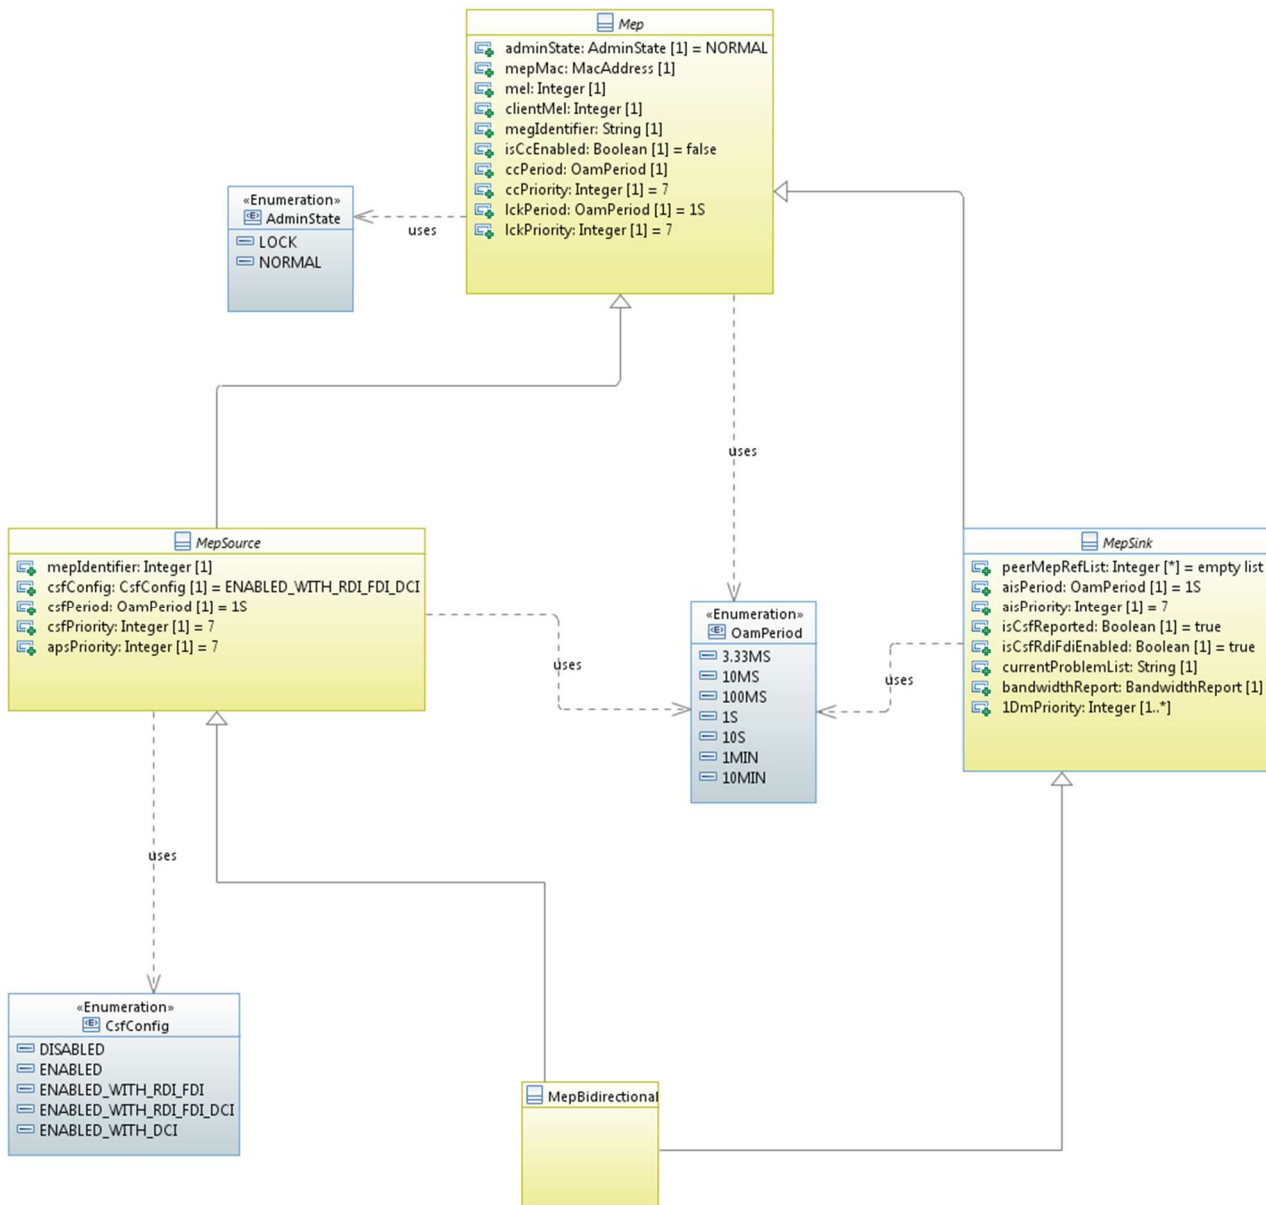 Mep
adminState: AdminState [1] = NORMAL
mepMac: MacAddress [1]
mel: Integer [1]
clientMel: Integer [1]
megIdentifier: String [1]
isCcEnabled: Boolean [1] = false
ccPeriod: OamPeriod [1]
ccPriority: Integer [1] = 7
lckPeriod: OamPeriod [1] = 1S
lckPriority: Integer [1] = 7
«Enumeration»
AdminState
LOCK
NORMAL
uses
uses
MepSource
mepIdentifier: Integer [1]
csfConfig: CsfConfig [1] = ENABLED_WITH_RDI_FDI_DCI
csfPeriod: OamPeriod [1] = 1S
csfPriority: Integer [1] = 7
apsPriority: Integer [1] = 7
uses
«Enumeration»
OamPeriod
3.33MS
10MS
100MS
1S
10S
1MIN
10MIN
uses
MepSink
peerMepRefList: Integer [*] = empty list
aisPeriod: OamPeriod [1] = 1S
aisPriority: Integer [1] = 7
isCsfReported: Boolean [1] = true
isCsfRdiFdiEnabled: Boolean [1] = true
currentProblemList: String [1]
bandwidthReport: BandwidthReport [1]
1DmPriority: Integer [1..*]
uses
«Enumeration»
CsfConfig
DISABLED
ENABLED
ENABLED_WITH_RDI_FDI
ENABLED_WITH_RDI_FDI_DCI
ENABLED_WITH_DCI
MepBidirectional